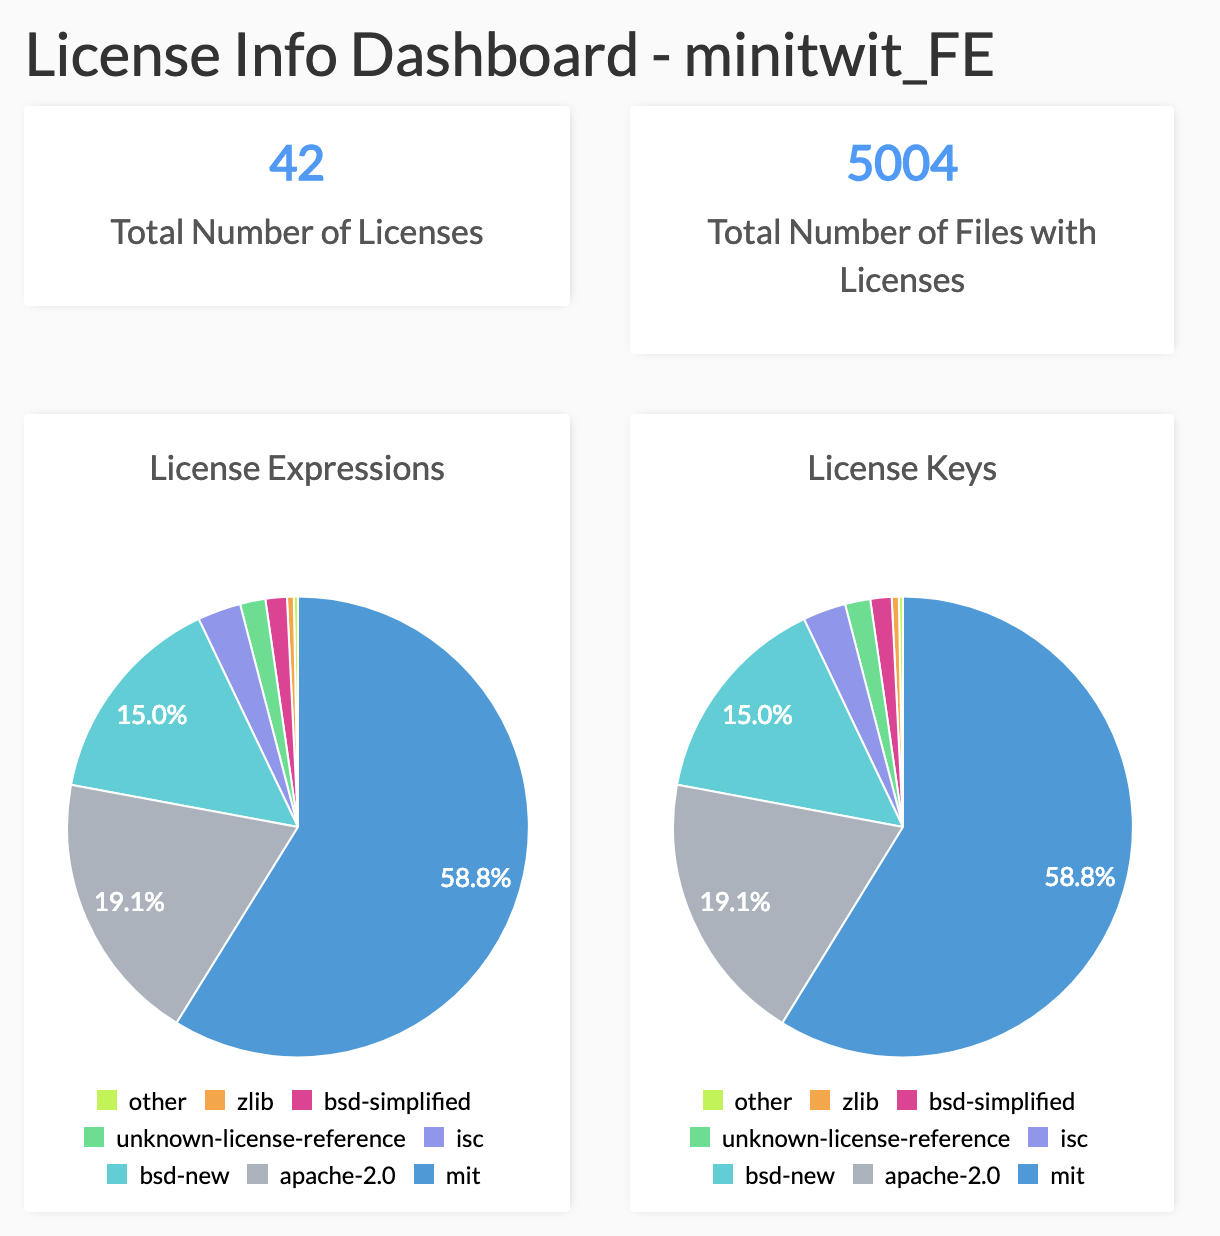 License Info Dashboard - minitwit_FE
42
Total Number of Licenses
5004
Total Number of Files with
Licenses
License Expressions
15.0%
19.1%
58.8%
other zlib bsd-simplified
unknown-license-reference isc
bsd-new apache-2.0 mit
License Keys
15.0%
19.1%
58.8%
other zlib bsd-simplified
unknown-license-reference isc
bsd-new apache-2.0 mit